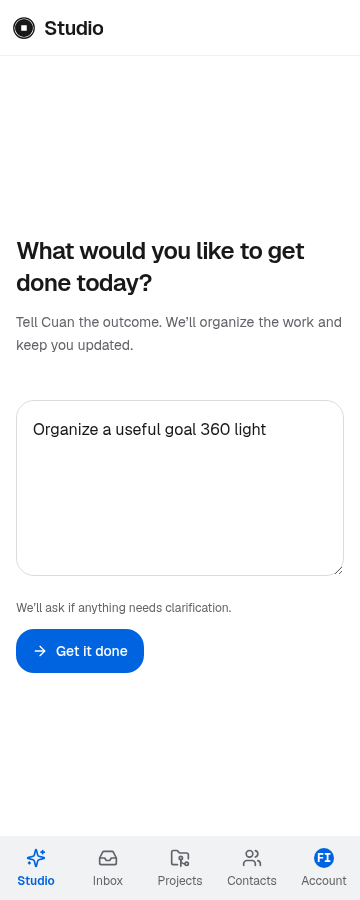 Studio
What would you like to get
done today?
Tell Cuan the outcome. We'll organize the work and
keep you updated.
Organize a useful goal 360 light
We'll ask if anything needs clarification.
Get it done
Studio
Inbox
Projects
Contacts
FI
Account